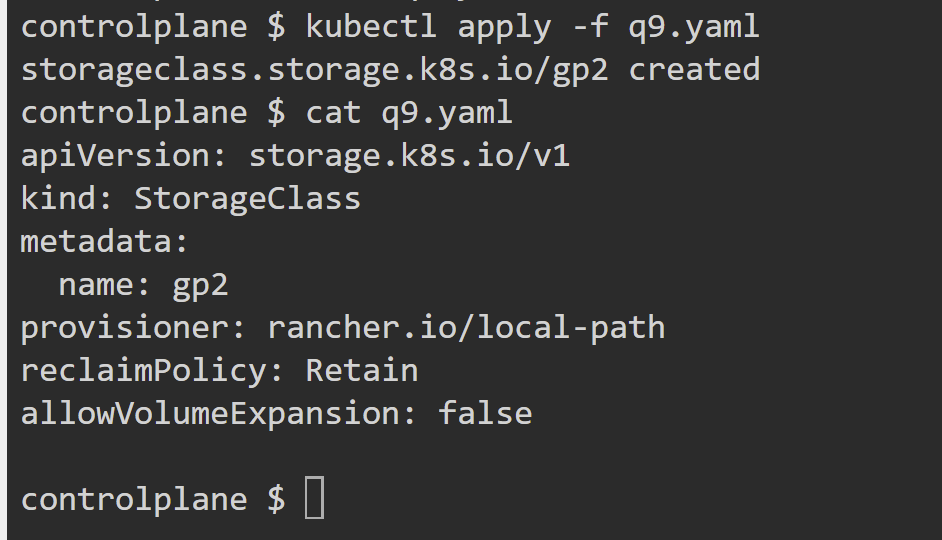 controlplane $ kubectl apply -f q9.yaml
storageclass.storage.k8s.io/gp2 created
controlplane $ cat q9.yaml
apiVersion: storage.k8s.io/v1
kind: StorageClass
metadata:
  name: gp2
provisioner: rancher.io/local-path
reclaimPolicy: Retain
allowVolumeExpansion: false

controlplane $